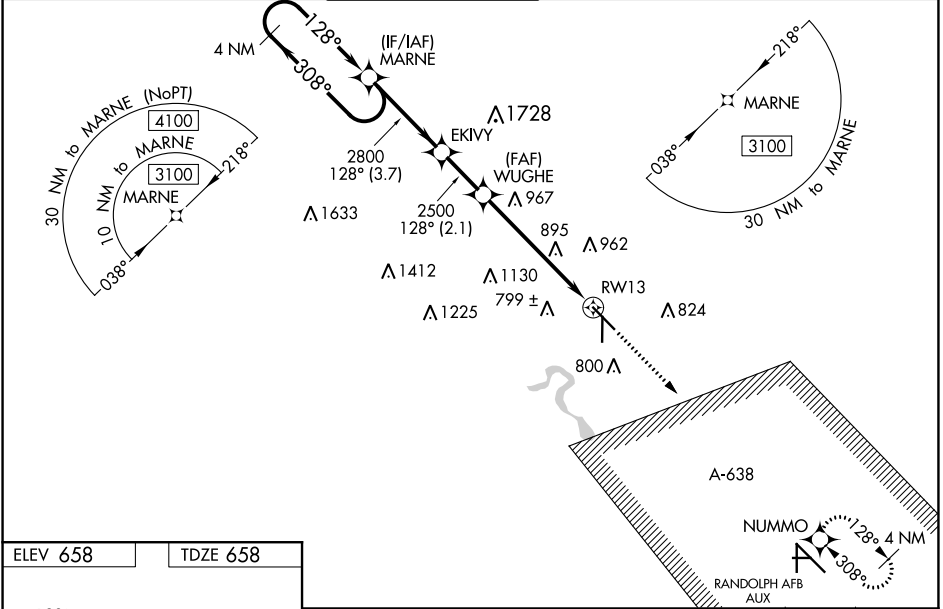 128°
4 NM
308°
(IF/IAF)
MARNE
218°
MARNE
3100
038°
30 NM to MARNE
30 NM to MARNE (NoPT)
4100
10 NM to MARNE
3100
218°
MARNE
038°
1728
EKIVY
2800
128° (3.7)
(FAF)
WUGHE
967
1633
2500
128° (2.1)
895
962
1412
1130
RW13
799 ±
1225
824
800
A-638
NUMMO
128°
4 NM
308°
RANDOLPH AFB
AUX
ELEV 658
TDZE 658